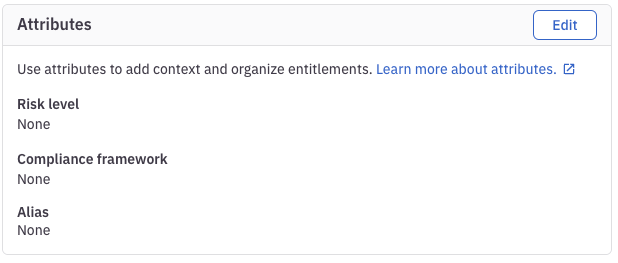 Attributes
Edit
Use attributes to add context and organize entitlements. Learn more about attributes.
Risk level
None
Compliance framework
None
Alias
None